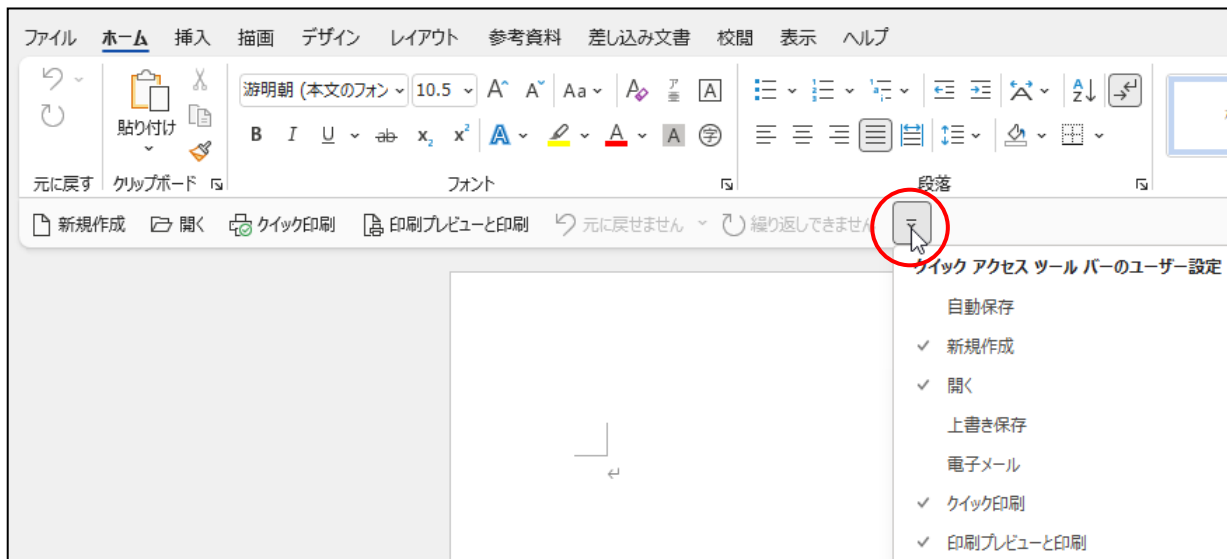 ファイル ホーム 挿入 描画 デザイン レイアウト 参考資料 差し込み文書 校閲 表示 ヘルプ
游明朝 (本文のフォン 10.5 A A Aa A ア亜 A
貼り付け
B I U ab x₂ x² A A A 字
元に戻す クリップボード フォント 段落
新規作成 開く クイック印刷 印刷プレビューと印刷 元に戻せません 繰り返しできません
クイック アクセス ツール バーのユーザー設定
自動保存
新規作成
開く
上書き保存
電子メール
クイック印刷
印刷プレビューと印刷